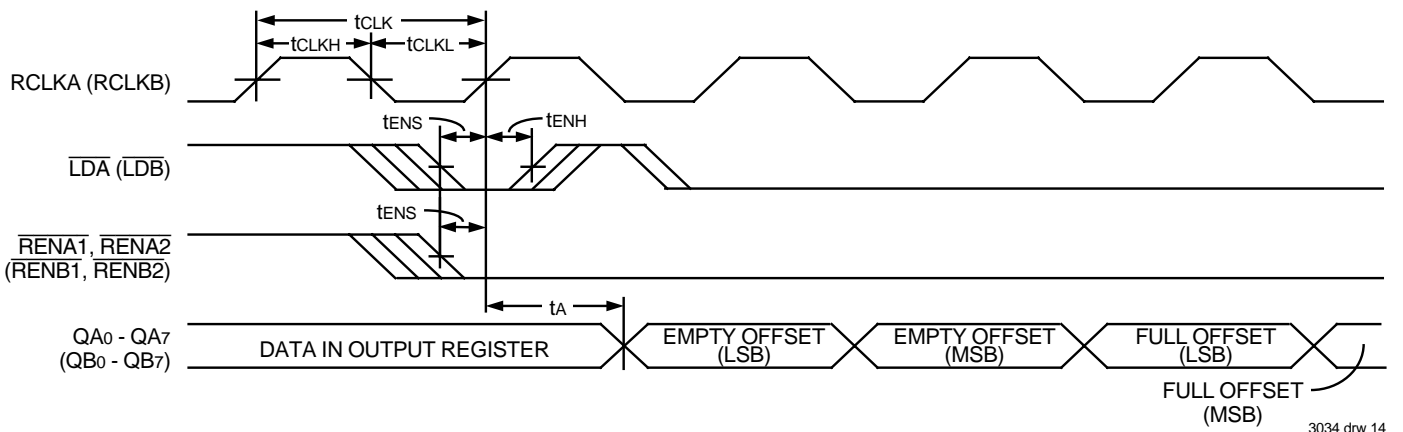 tCLK
tCLKH
tCLKL
RCLKA (RCLKB)
tENS
tENH
LDA (LDB)
tENS
RENA1, RENA2
(RENB1, RENB2)
tA
QA0 - QA7
(QB0 - QB7)
DATA IN OUTPUT REGISTER
EMPTY OFFSET
(LSB)
EMPTY OFFSET
(MSB)
FULL OFFSET
(LSB)
FULL OFFSET
(MSB)
3034 drw 14